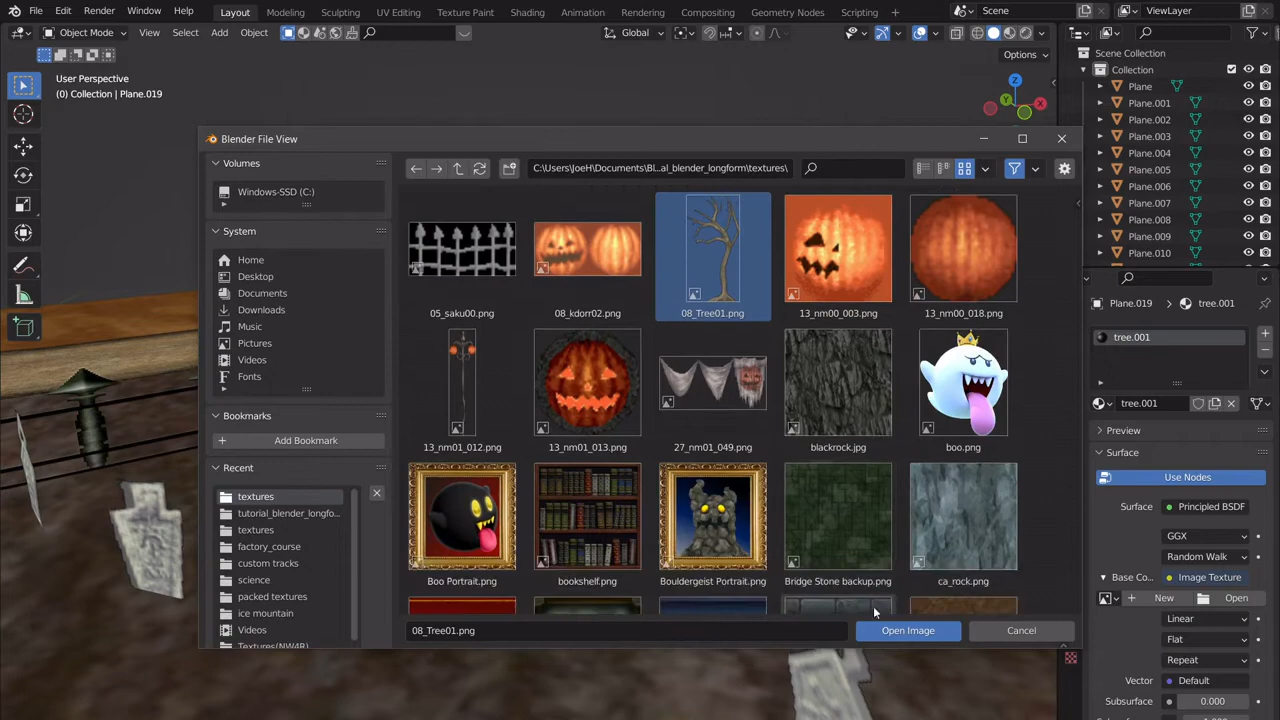 File Edit Render Window Help Layout Modeling Sculpting UV Editing Texture Paint Shading Animation Rendering Compositing Geometry Nodes Scripting + Scene ViewLayer
Object Mode View Select Add Object Global
Options
User Perspective
(0) Collection | Plane.019
Z
Y
X
Scene Collection
Collection
Plane
Plane.001
Plane.002
Plane.003
Plane.004
Plane.005
Plane.006
Plane.007
Plane.008
Plane.009
Plane.010
Blender File View
Volumes
Windows-SSD (C:)
System
Home
Desktop
Documents
Downloads
Music
Pictures
Videos
Fonts
Bookmarks
+ Add Bookmark
Recent
textures
tutorial_blender_longfo...
textures
factory_course
custom tracks
science
packed textures
ice mountain
Videos
Textures(NW4R)
C:\Users\JoeH\Documents\Bl...al_blender_longform\textures\
05_saku00.png 08_kdorr02.png 08_Tree01.png 13_nm00_003.png 13_nm00_018.png
13_nm01_012.png 13_nm01_013.png 27_nm01_049.png blackrock.jpg boo.png
Boo Portrait.png bookshelf.png Bouldergeist Portrait.png Bridge Stone backup.png ca_rock.png
08_Tree01.png Open Image Cancel
Plane.019 tree.001
tree.001
tree.001
Preview
Surface
Use Nodes
Surface Principled BSDF
GGX
Random Walk
Base Co... Image Texture
New Open
Linear
Flat
Repeat
Vector Default
Subsurface 0.000